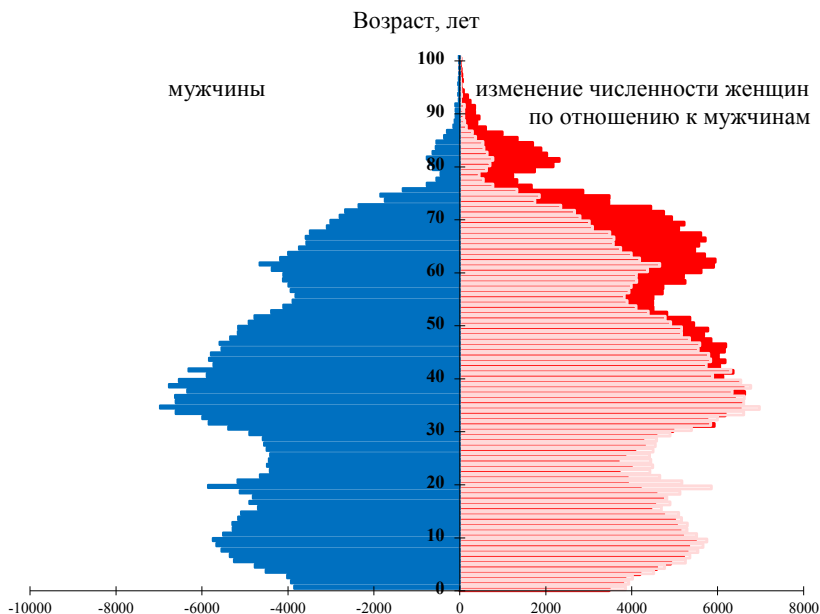 Возраст, лет
100
мужчины
изменение численности женщин
по отношению к мужчинам
90
80
70
60
50
40
30
20
10
0
-10000 -8000 -6000 -4000 -2000 0 2000 4000 6000 8000